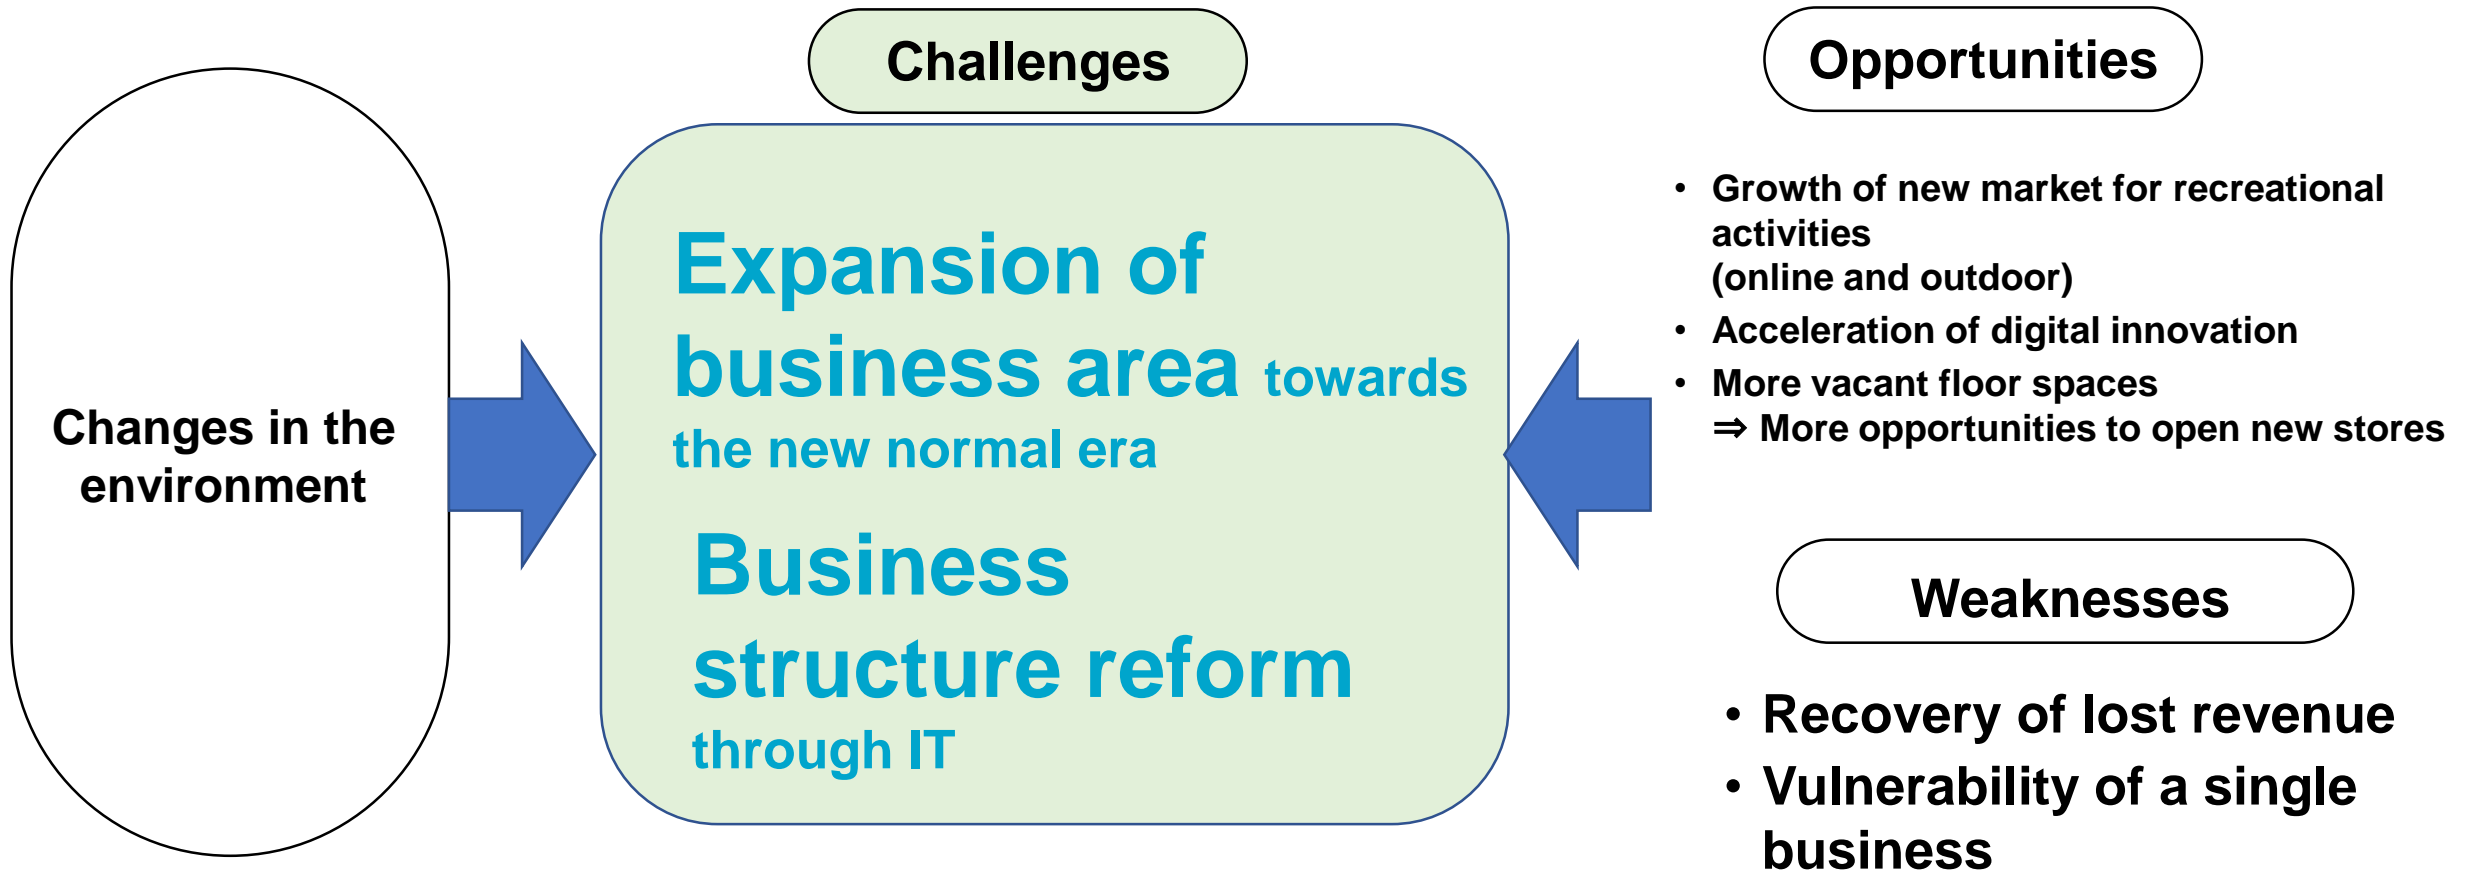 Changes in the
environment
Challenges
Expansion of
business area towards
the new normal era
Business
structure reform
through IT
Opportunities
• Growth of new market for recreational
activities
(online and outdoor)
• Acceleration of digital innovation
• More vacant floor spaces
⇒ More opportunities to open new stores
Weaknesses
• Recovery of lost revenue
• Vulnerability of a single
business